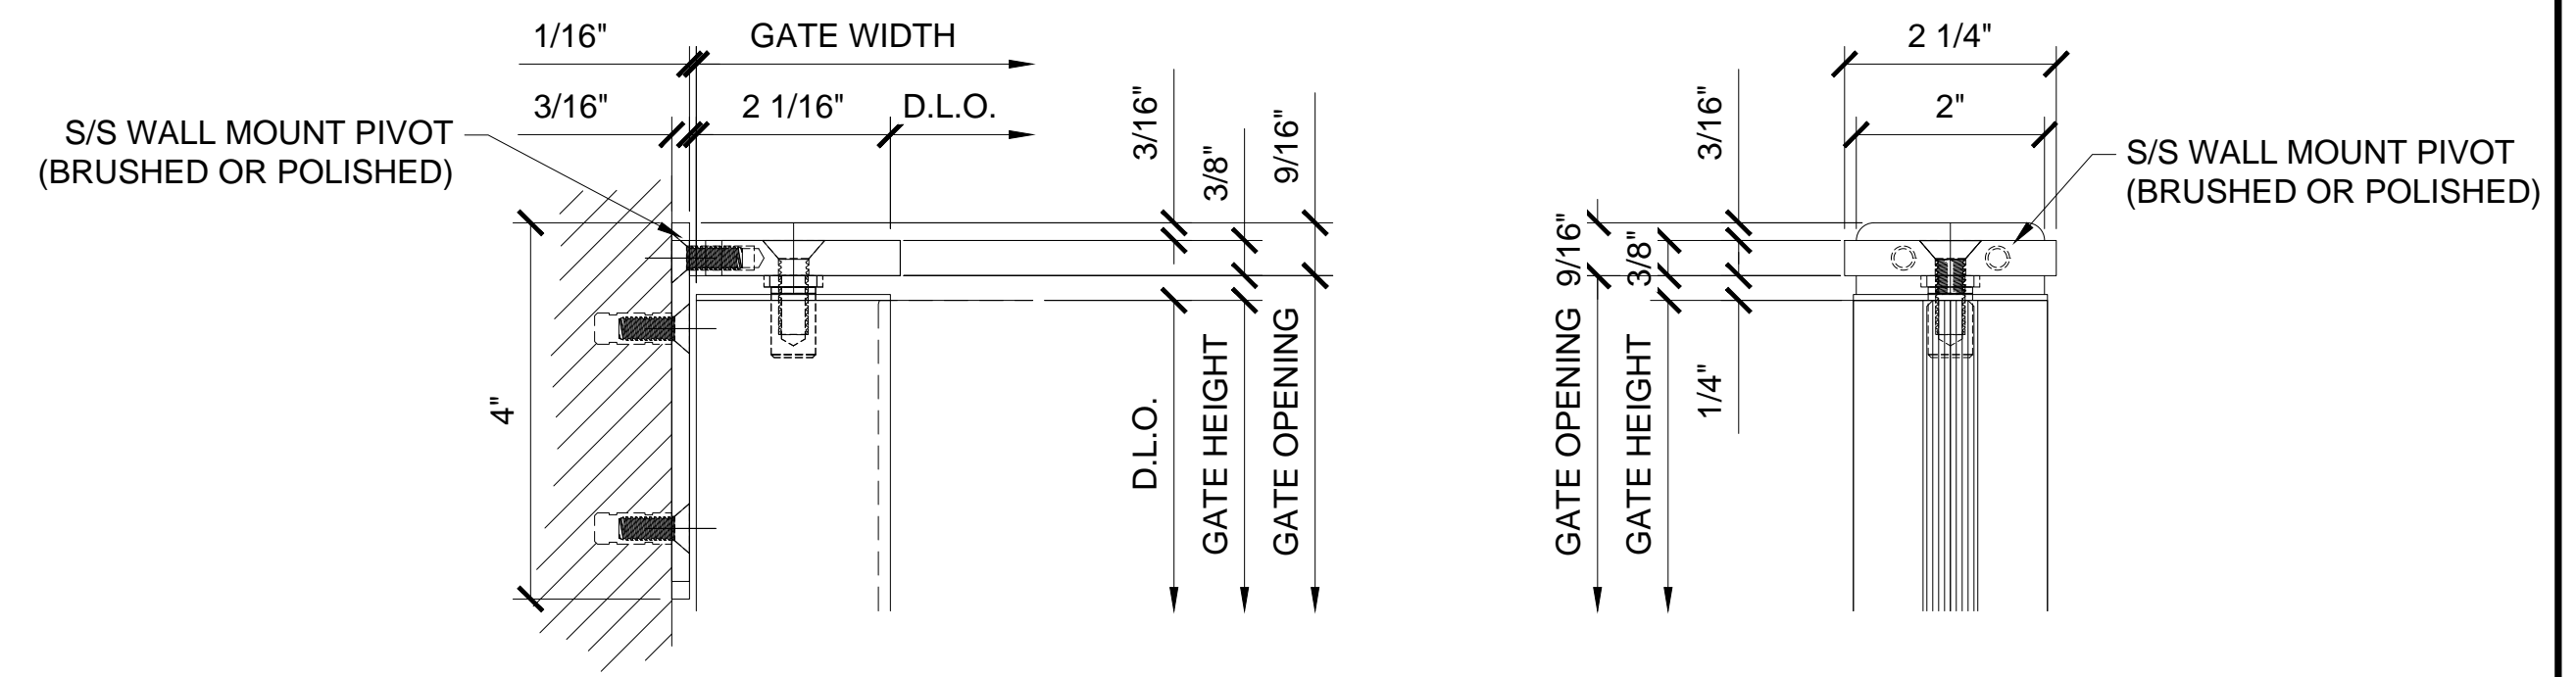 1/16"
GATE WIDTH
3/16"
2 1/16"
D.L.O.
S/S WALL MOUNT PIVOT
(BRUSHED OR POLISHED)
4"
3/16"
3/8"
9/16"
D.L.O.
GATE HEIGHT
GATE OPENING
2 1/4"
2"
3/16"
S/S WALL MOUNT PIVOT
(BRUSHED OR POLISHED)
9/16"
3/8"
1/4"
GATE OPENING
GATE HEIGHT